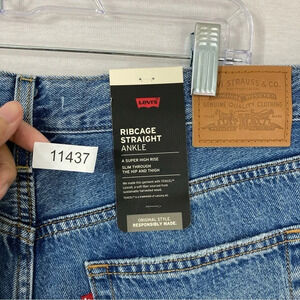 LEVI'S
RIBCAGE
STRAIGHT
ANKLE
A SUPER HIGH RISE
SLIM THROUGH
THE HIP AND THIGH
ORIGINAL STYLE.
RESPONSIBLY MADE.
11437
STRAUSS & CO.
GENUINE QUALITY CLOTHING